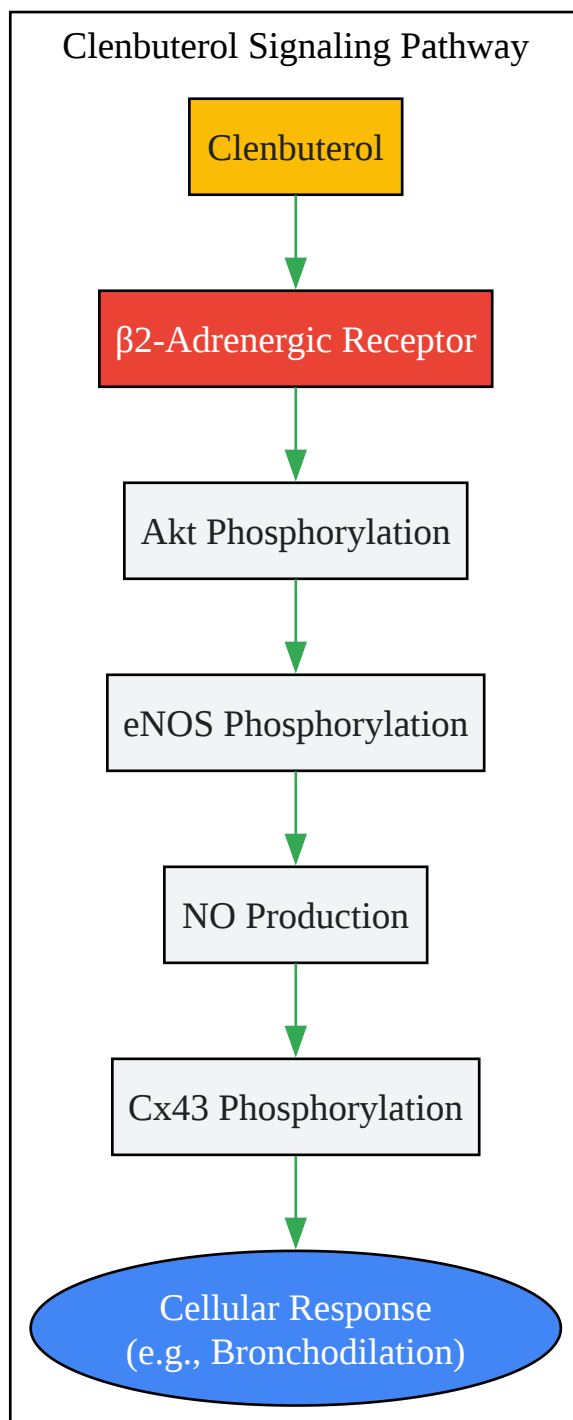 Clenbuterol Signaling Pathway
Clenbuterol
β2-Adrenergic Receptor
Akt Phosphorylation
eNOS Phosphorylation
NO Production
Cx43 Phosphorylation
Cellular Response
(e.g., Bronchodilation)